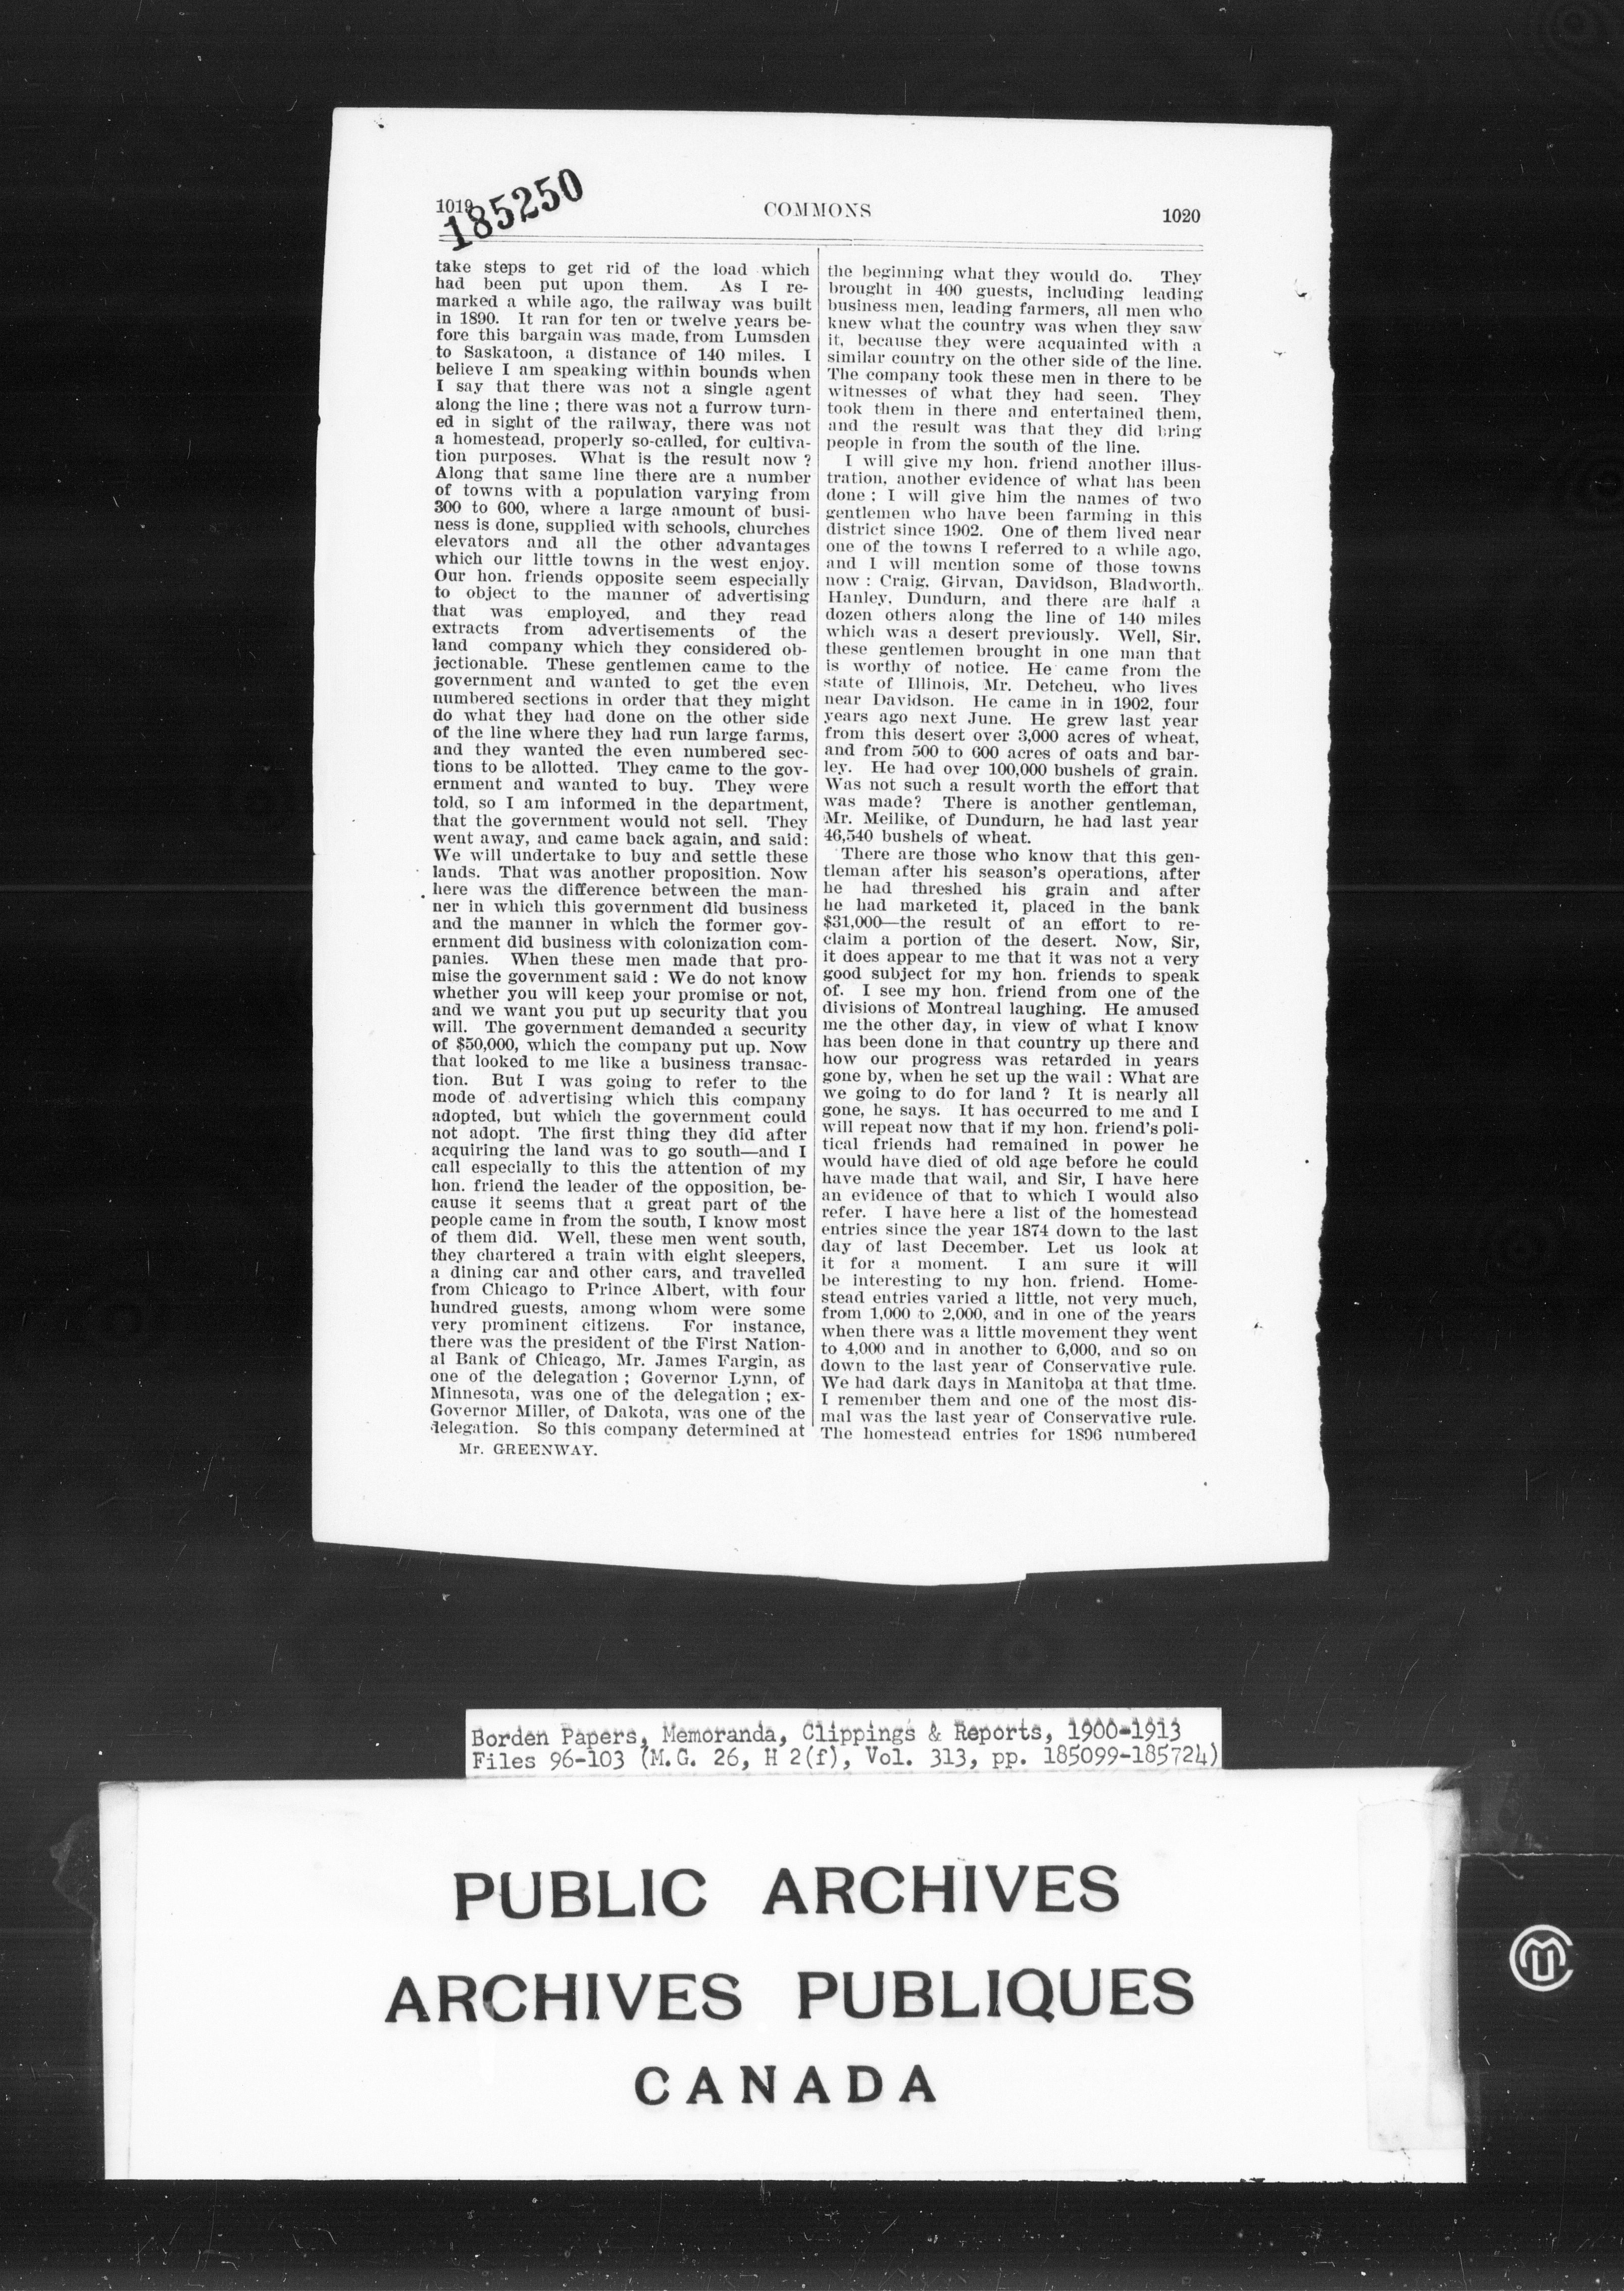 1019
185250
COMMONS
1020
take steps to get rid of the load which
had been put upon them. As I re-
marked a while ago, the railway was built
in 1890. It ran for ten or twelve years be-
fore this bargain was made, from Lumsden
to Saskatoon, a distance of 140 miles. I
believe I am speaking within bounds when
I say that there was not a single agent
along the line ; there was not a furrow turn-
ed in sight of the railway, there was not
a homestead, properly so-called, for cultiva-
tion purposes. What is the result now ?
Along that same line there are a number
of towns with a population varying from
300 to 600, where a large amount of busi-
ness is done, supplied with schools, churches
elevators and all the other advantages
which our little towns in the west enjoy.
Our hon. friends opposite seem especially
to object to the manner of advertising
that was employed, and they read
extracts from advertisements of the
land company which they considered ob-
jectionable. These gentlemen came to the
government and wanted to get the even
numbered sections in order that they might
do what they had done on the other side
of the line where they had run large farms,
and they wanted the even numbered sec-
tions to be allotted. They came to the gov-
ernment and wanted to buy. They were
told, so I am informed in the department,
that the government would not sell. They
went away, and came back again, and said:
We will undertake to buy and settle these
lands. That was another proposition. Now
here was the difference between the man-
ner in which this government did business
and the manner in which the former gov-
ernment did business with colonization com-
panies. When these men made that pro-
mise the government said : We do not know
whether you will keep your promise or not,
and we want you put up security that you
will. The government demanded a security
of $50,000, which the company put up. Now
that looked to me like a business transac-
tion. But I was going to refer to the
mode of advertising which this company
adopted, but which the government could
not adopt. The first thing they did after
acquiring the land was to go south—and I
call especially to this the attention of my
hon. friend the leader of the opposition, be-
cause it seems that a great part of the
people came in from the south, I know most
of them did. Well, these men went south,
they chartered a train with eight sleepers,
a dining car and other cars, and travelled
from Chicago to Prince Albert, with four
hundred guests, among whom were some
very prominent citizens. For instance,
there was the president of the First Nation-
al Bank of Chicago, Mr. James Fargin, as
one of the delegation ; Governor Lynn, of
Minnesota, was one of the delegation ; ex-
Governor Miller, of Dakota, was one of the
delegation. So this company determined at
Mr. GREENWAY.
the beginning what they would do. They
brought in 400 guests, including leading
business men, leading farmers, all men who
knew what the country was when they saw
it, because they were acquainted with a
similar country on the other side of the line.
The company took these men in there to be
witnesses of what they had seen. They
took them in there and entertained them,
and the result was that they did bring
people in from the south of the line.
I will give my hon. friend another illus-
tration, another evidence of what has been
done ; I will give him the names of two
gentlemen who have been farming in this
district since 1902. One of them lived near
one of the towns I referred to a while ago,
and I will mention some of those towns
now : Craig, Girvan, Davidson, Bladworth,
Hanley, Dundurn, and there are half a
dozen others along the line of 140 miles
which was a desert previously. Well, Sir,
these gentlemen brought in one man that
is worthy of notice. He came from the
state of Illinois, Mr. Detcheu, who lives
near Davidson. He came in in 1902, four
years ago next June. He grew last year
from this desert over 3,000 acres of wheat,
and from 500 to 600 acres of oats and bar-
ley. He had over 100,000 bushels of grain.
Was not such a result worth the effort that
was made? There is another gentleman,
Mr. Meilike, of Dundurn, he had last year
46,540 bushels of wheat.
There are those who know that this gen-
tleman after his season's operations, after
he had threshed his grain and after
he had marketed it, placed in the bank
$31,000—the result of an effort to re-
claim a portion of the desert. Now, Sir,
it does appear to me that it was not a very
good subject for my hon. friends to speak
of. I see my hon. friend from one of the
divisions of Montreal laughing. He amused
me the other day, in view of what I know
has been done in that country up there and
how our progress was retarded in years
gone by, when he set up the wail : What are
we going to do for land ? It is nearly all
gone, he says. It has occurred to me and I
will repeat now that if my hon. friend's poli-
tical friends had remained in power he
would have died of old age before he could
have made that wail, and Sir, I have here
an evidence of that to which I would also
refer. I have here a list of the homestead
entries since the year 1874 down to the last
day of last December. Let us look at
it for a moment. I am sure it will
be interesting to my hon. friend. Home-
stead entries varied a little, not very much,
from 1,000 to 2,000, and in one of the years
when there was a little movement they went
to 4,000 and in another to 6,000, and so on
down to the last year of Conservative rule.
We had dark days in Manitoba at that time.
I remember them and one of the most dis-
mal was the last year of Conservative rule.
The homestead entries for 1896 numbered
Borden Papers, Memoranda, Clippings & Reports, 1900-1913
Files 96-103 (M.G. 26, H 2(f), Vol. 313, pp. 185099-185724)
PUBLIC ARCHIVES
ARCHIVES PUBLIQUES
CANADA